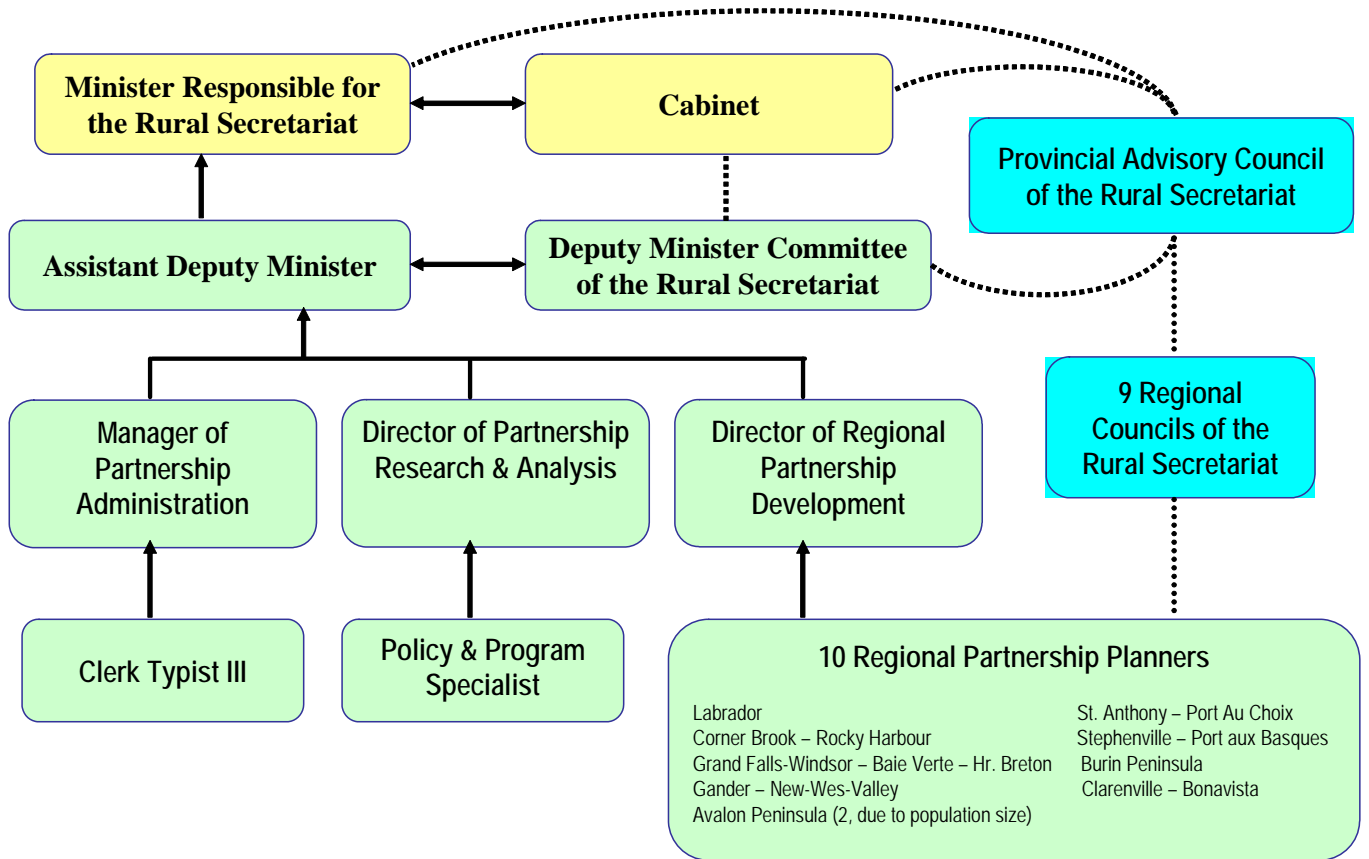 Minister Responsible for
the Rural Secretariat
Cabinet
Provincial Advisory Council
of the Rural Secretariat
Assistant Deputy Minister
Deputy Minister Committee
of the Rural Secretariat
9 Regional
Councils of the
Rural Secretariat
Manager of
Partnership
Administration
Director of Partnership
Research & Analysis
Director of Regional
Partnership
Development
Clerk Typist III
Policy & Program
Specialist
10 Regional Partnership Planners
Labrador
Corner Brook – Rocky Harbour
Grand Falls-Windsor – Baie Verte – Hr. Breton
Gander – New-Wes-Valley
Avalon Peninsula (2, due to population size)
St. Anthony – Port Au Choix
Stephenville – Port aux Basques
Burin Peninsula
Clarenville – Bonavista